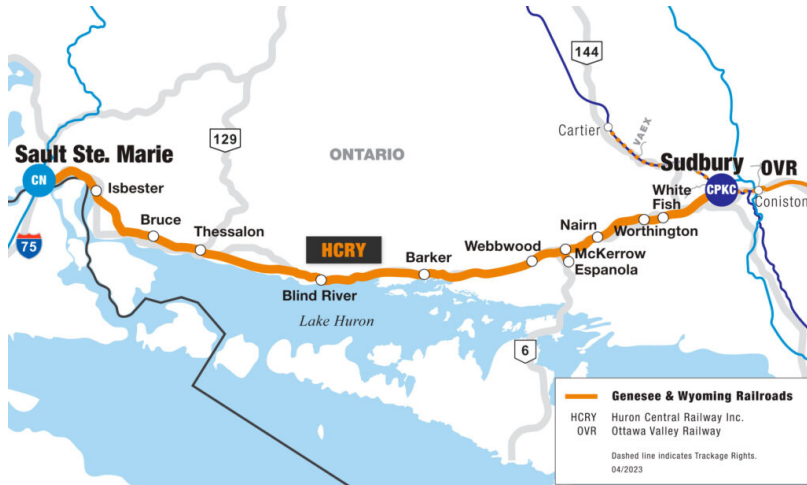 144
Cartier
VAEX
129
ONTARIO
Sault Ste. Marie
CN
Isbester
Sudbury
OVR
White
Fish
CPKC
Coniston
Bruce
Thessalon
Nairn
Worthington
75
HCRY
Barker
Webbwood
McKerrow
Espanola
Blind River
Lake Huron
6
Genesee & Wyoming Railroads
HCRY Huron Central Railway Inc.
OVR Ottawa Valley Railway
Dashed line indicates Trackage Rights.
04/2023